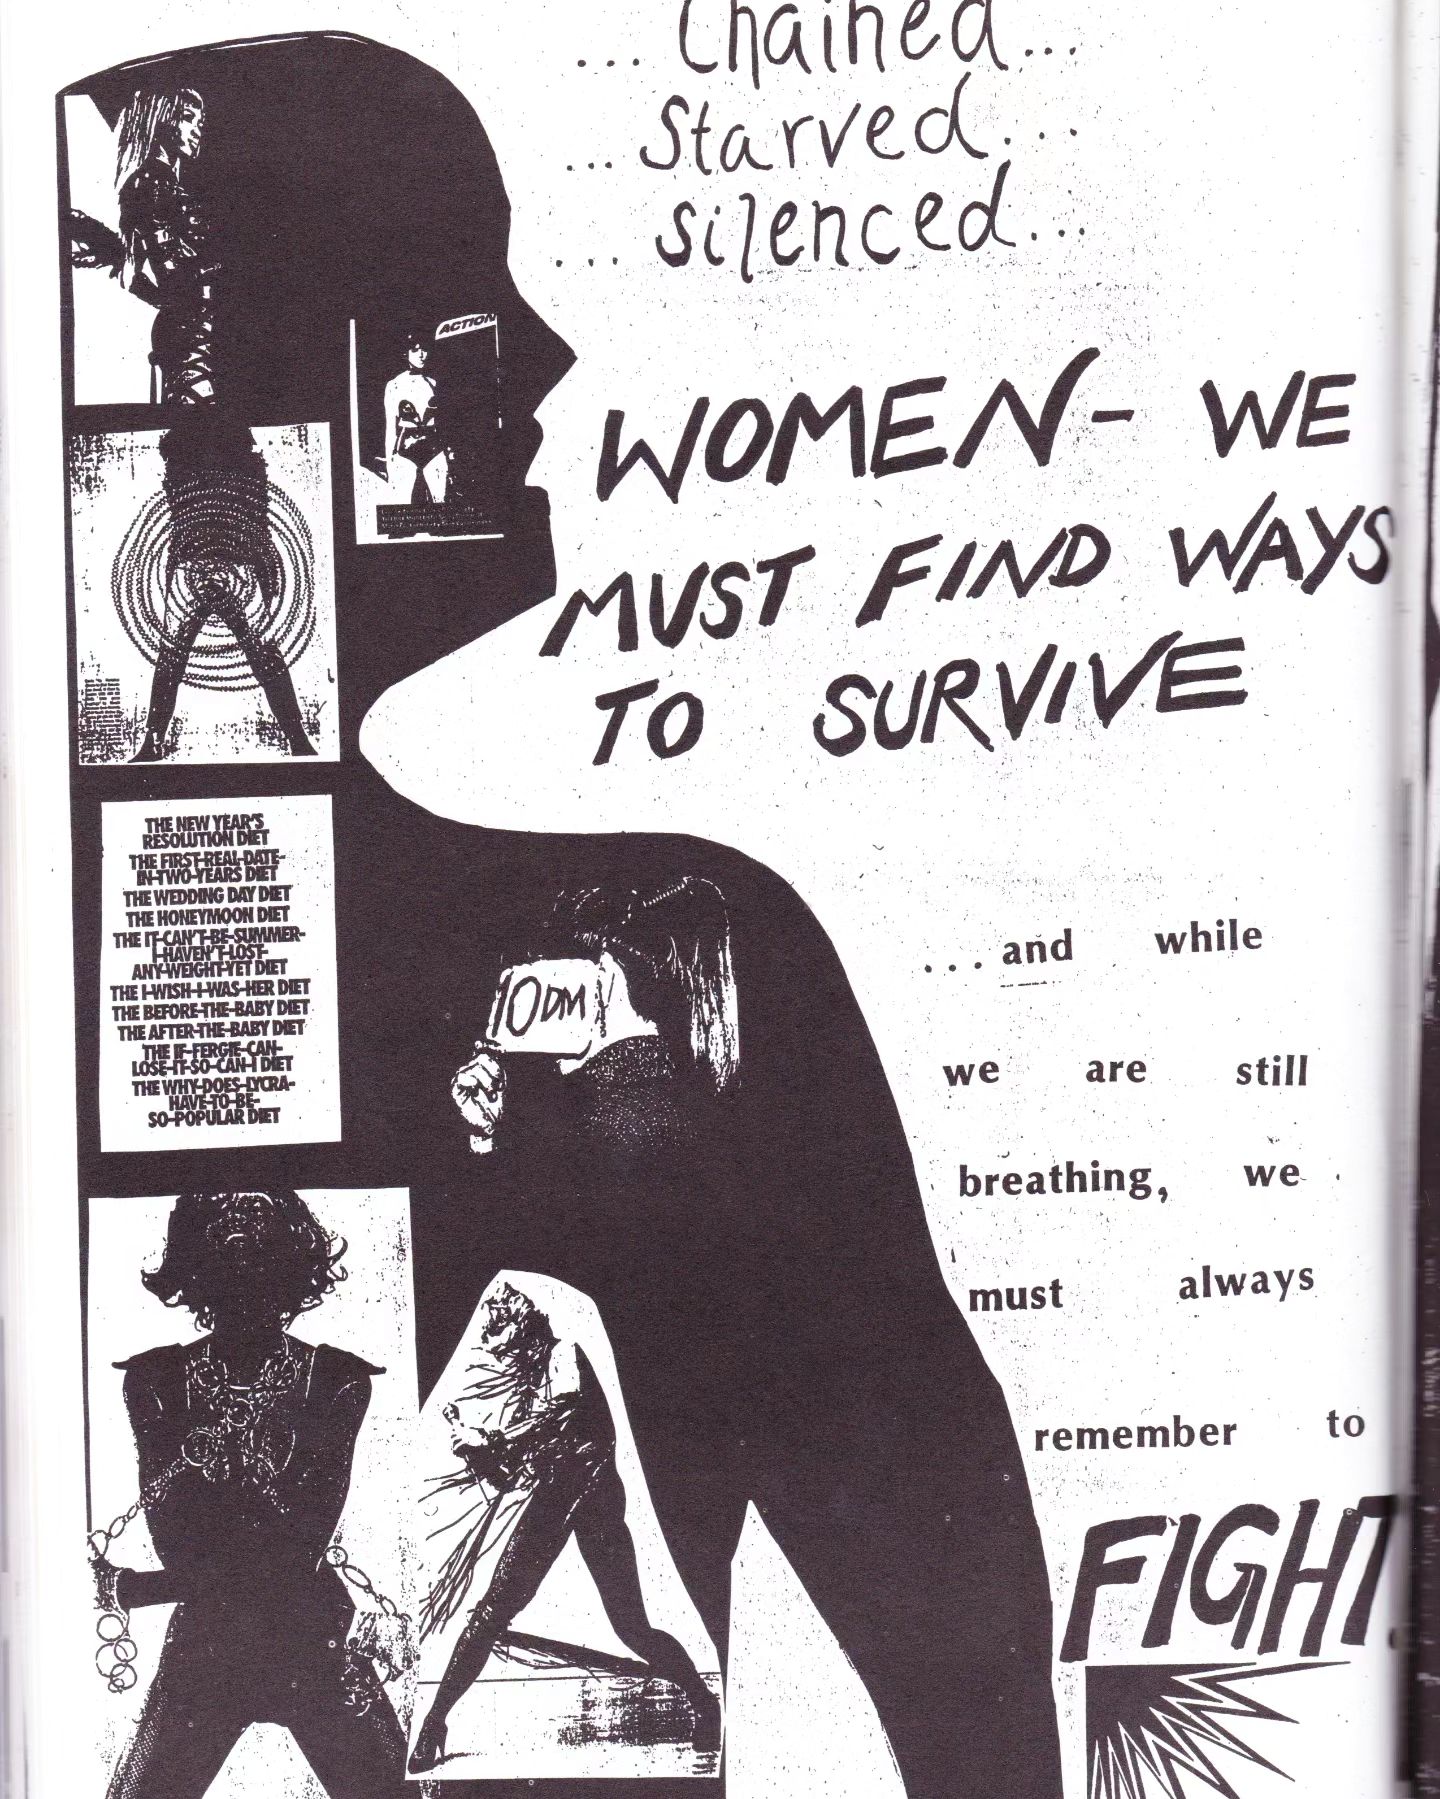 ... Chained...
... Starved...
... silenced...
ACTION
WOMEN - WE
MUST FIND WAYS
TO SURVIVE
THE NEW YEAR'S
RESOLUTION DIET
THE FIRST-REAL-DATE-
IN-TWO-YEARS DIET
THE WEDDING DAY DIET
THE HONEYMOON DIET
THE IT-CAN'T-BE-SUMMER-
I-HAVEN'T-LOST-
ANY-WEIGHT-YET DIET
THE I-WISH-I-WAS-HER DIET
THE BEFORE-THE-BABY DIET
THE AFTER-THE-BABY DIET
THE IF-FERGIE-CAN-
LOSE-IT-SO-CAN-I DIET
THE WHY-DOES-LYCRA-
HAVE-TO-BE-
SO-POPULAR DIET
10 DM
... and while
we are still
breathing, we
must always
remember to
FIGHT